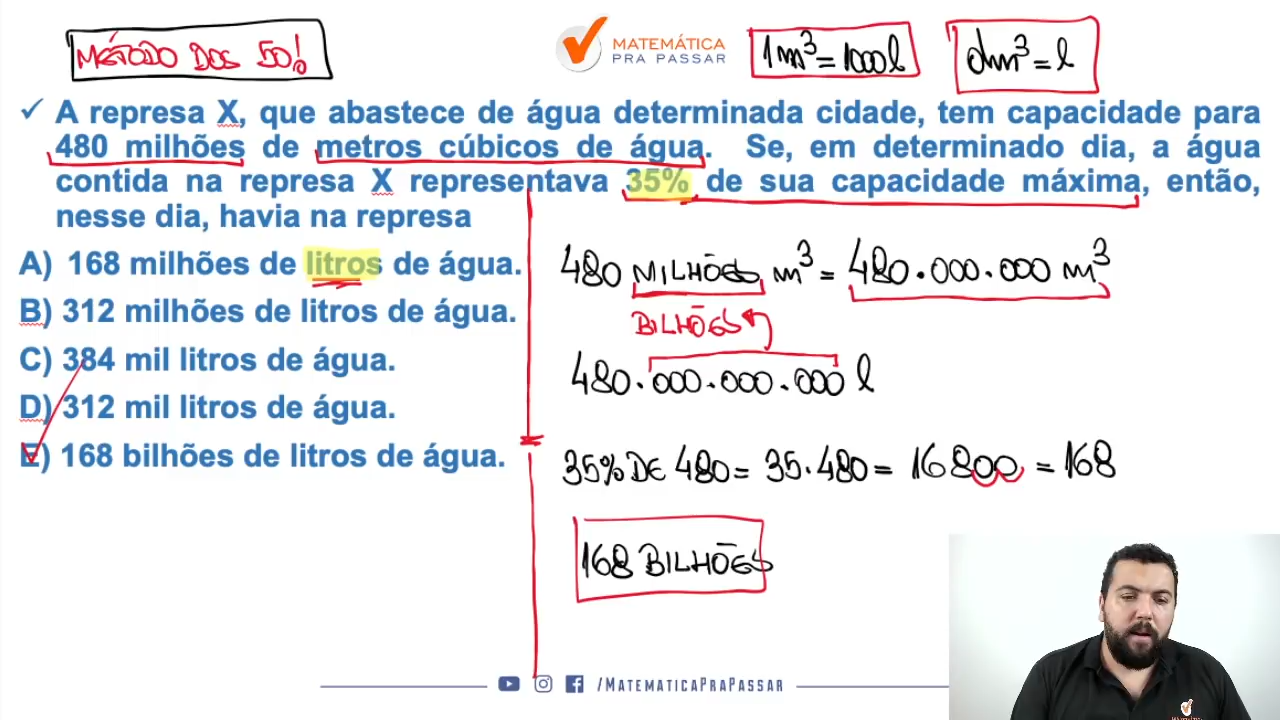 MÉTODO DOS 50!
MATEMÁTICA
PRA PASSAR
1m³ = 1000l
dm³ = l
✓ A represa X, que abastece de água determinada cidade, tem capacidade para
480 milhões de metros cúbicos de água. Se, em determinado dia, a água
contida na represa X representava 35% de sua capacidade máxima, então,
nesse dia, havia na represa
A) 168 milhões de litros de água.
B) 312 milhões de litros de água.
C) 384 mil litros de água.
D) 312 mil litros de água.
E) 168 bilhões de litros de água.
480 MILHÕES m³ = 480.000.000 m³
BILHÕES
480.000.000.000 l
35% DE 480 = 35.480 = 16800 = 168
168 BILHÕES
/MATEMATICAPRAPASSAR